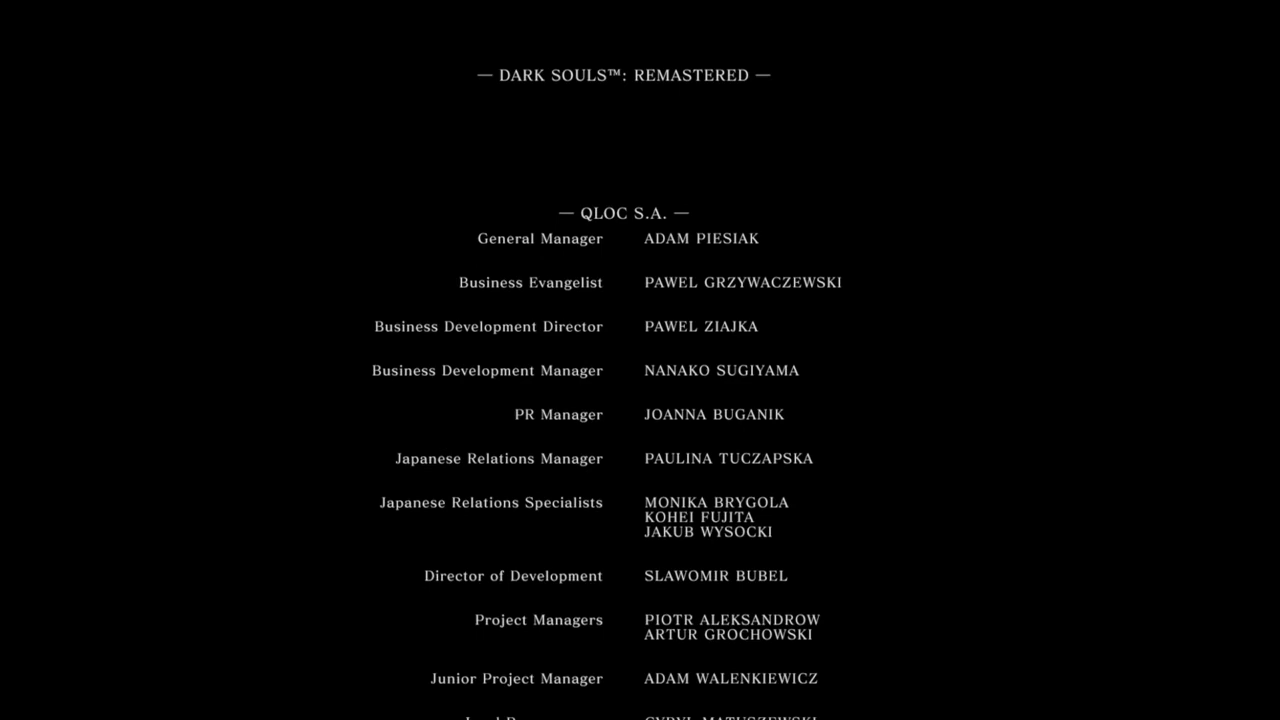 — DARK SOULS™: REMASTERED —
— QLOC S.A. —
General Manager ADAM PIESIAK
Business Evangelist PAWEL GRZYWACZEWSKI
Business Development Director PAWEL ZIAJKA
Business Development Manager NANAKO SUGIYAMA
PR Manager JOANNA BUGANIK
Japanese Relations Manager PAULINA TUCZAPSKA
Japanese Relations Specialists MONIKA BRYGOLA
KOHEI FUJITA
JAKUB WYSOCKI
Director of Development SLAWOMIR BUBEL
Project Managers PIOTR ALEKSANDROW
ARTUR GROCHOWSKI
Junior Project Manager ADAM WALENKIEWICZ